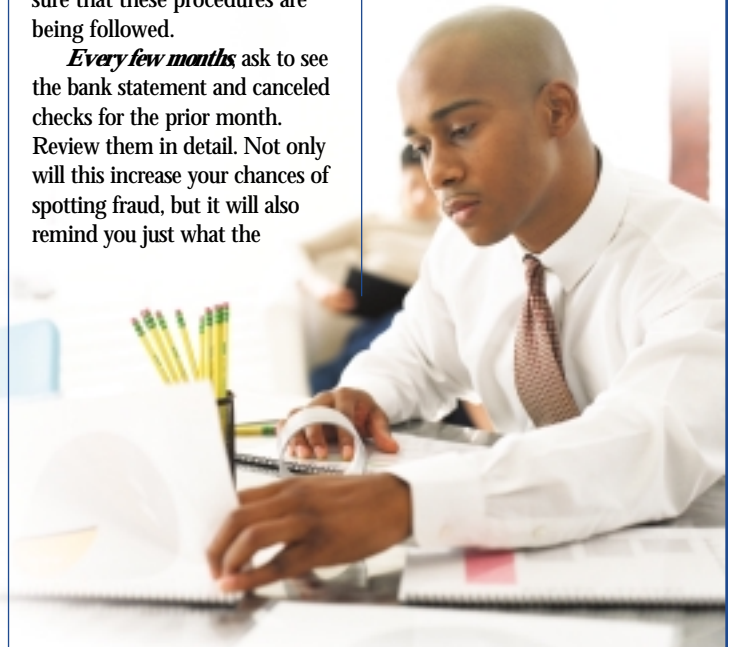 sure that these procedures are
being followed.
Every few months, ask to see
the bank statement and canceled
checks for the prior month.
Review them in detail. Not only
will this increase your chances of
spotting fraud, but it will also
remind you just what the